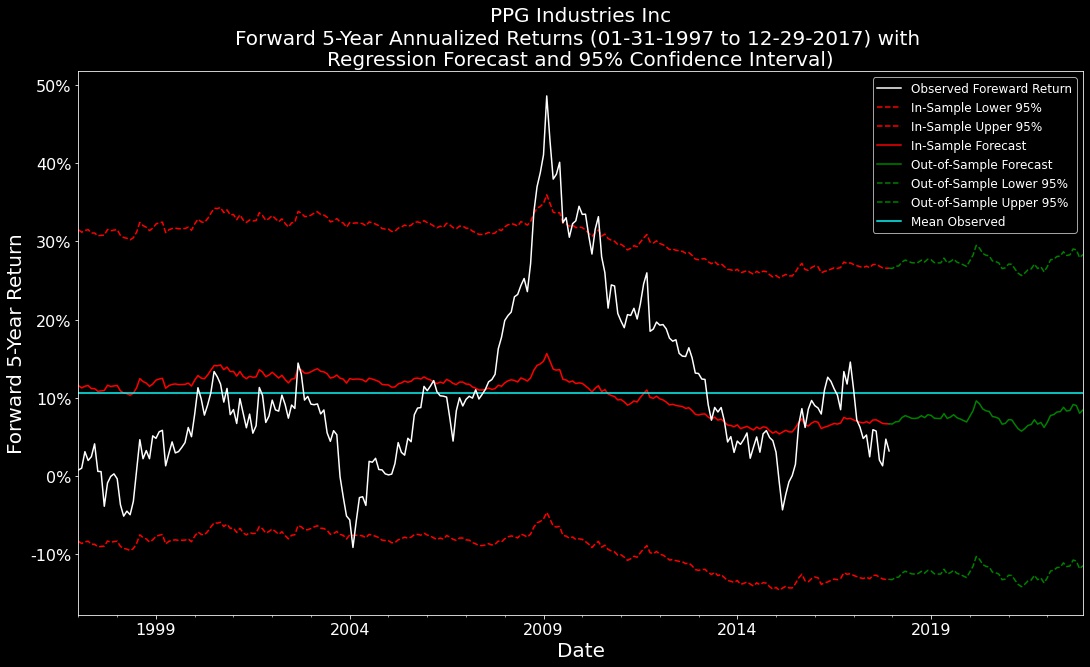 PPG Industries Inc
Forward 5-Year Annualized Returns (01-31-1997 to 12-29-2017) with
Regression Forecast and 95% Confidence Interval)
50%
40%
30%
20%
10%
0%
-10%
Forward 5-Year Return
Observed Foreward Return
In-Sample Lower 95%
In-Sample Upper 95%
In-Sample Forecast
Out-of-Sample Forecast
Out-of-Sample Lower 95%
Out-of-Sample Upper 95%
Mean Observed
1999 2004 2009 2014 2019
Date